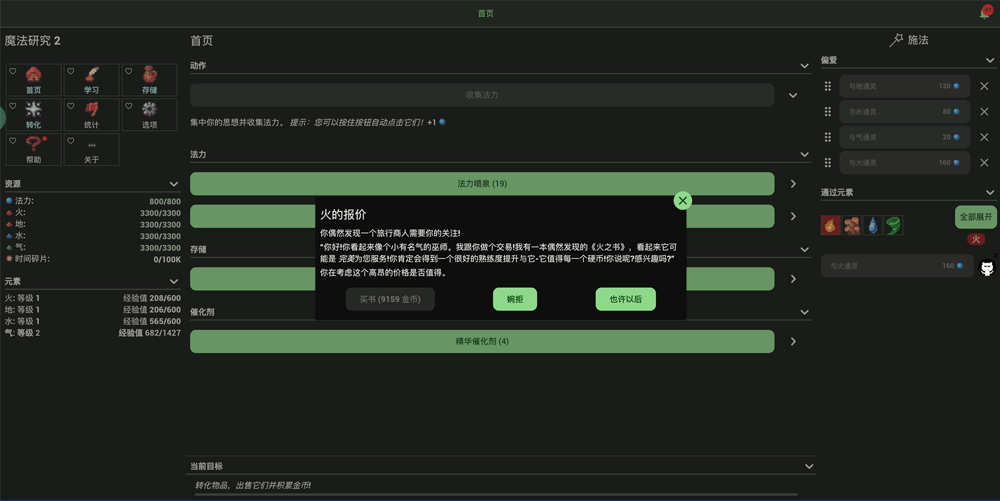 首页
魔法研究 2
首页
学习
存储
转化
统计
选项
帮助
关于
资源
法力: 800/800
火: 3300/3300
地: 3300/3300
水: 3300/3300
气: 3300/3300
时间碎片: 0/100K
元素
火: 等级 1 经验值 208/600
地: 等级 1 经验值 206/600
水: 等级 1 经验值 565/600
气: 等级 2 经验值 682/1427
首页
动作
收集法力
集中你的思想并收集法力。 提示：您可以按住按钮自动点击它们! +1
法力
法力喷泉 (19)
存储
催化剂
精华催化剂 (4)
火的报价
你偶然发现一个旅行商人需要你的关注!
"你好!你看起来像个小有名气的巫师。我跟你做个交易!我有一本偶然发现的《火之书》，看起来它可
能是 完美为您服务!你肯定会得到一个很好的熟练度提升与它-它值得每一个硬币!你说呢?感兴趣吗?"
你在考虑这个高昂的价格是否值得。
买书 (9159 金币)
婉拒
也许以后
当前目标
转化物品，出售它们并积累金币!
施法
偏爱
与地通灵 120
与水通灵 80
与气通灵 20
与火通灵 160
通过元素
全部展开
火
与火通灵 160